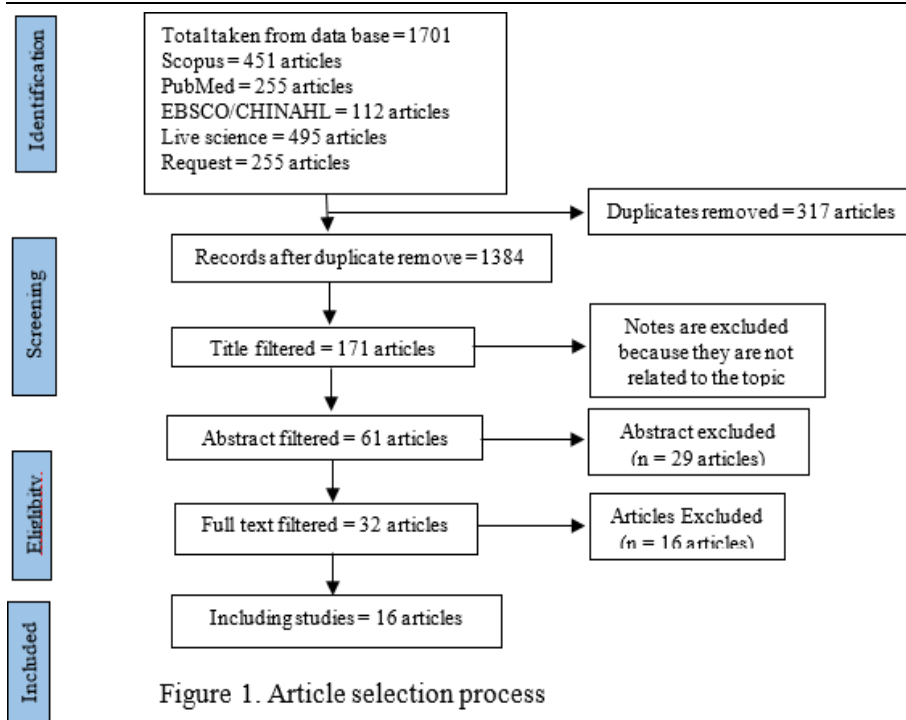 Identification
Total taken from data base = 1701
Scopus = 451 articles
PubMed = 255 articles
EBSCO/CHINAHL = 112 articles
Live science = 495 articles
Request = 255 articles
Duplicates removed = 317 articles
Screening
Records after duplicate remove = 1384
Title filtered = 171 articles
Notes are excluded
because they are not
related to the topic
Abstract filtered = 61 articles
Abstract excluded
(n = 29 articles)
Eligibity.
Full text filtered = 32 articles
Articles Excluded
(n = 16 articles)
Included
Including studies = 16 articles
Figure 1. Article selection process